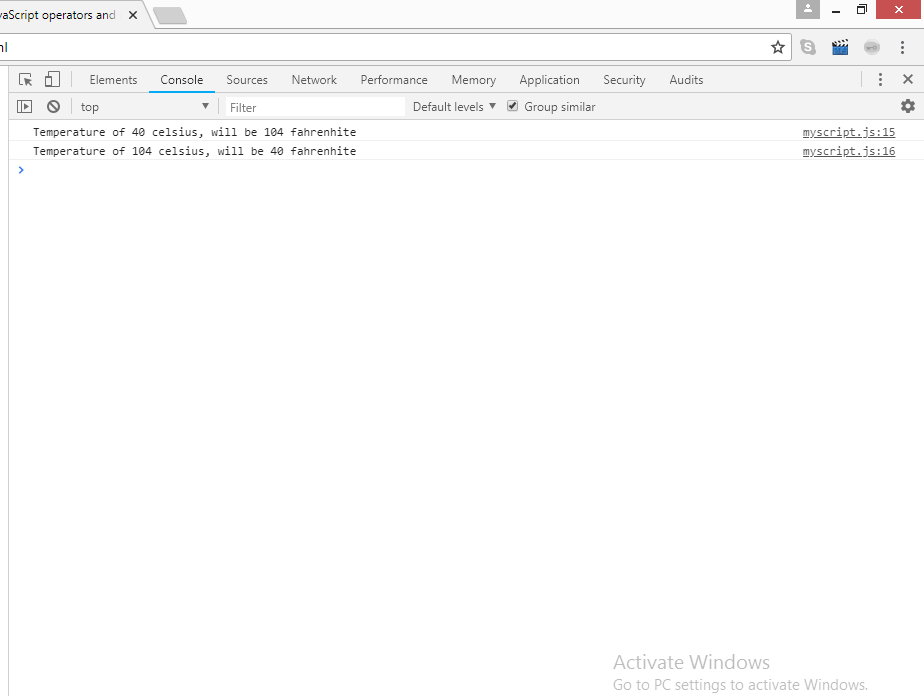 vaScript operators and
nl
Elements Console Sources Network Performance Memory Application Security Audits
top Filter Default levels Group similar
Temperature of 40 celsius, will be 104 fahrenhite myscript.js:15
Temperature of 104 celsius, will be 40 fahrenhite myscript.js:16
Activate Windows
Go to PC settings to activate Windows.